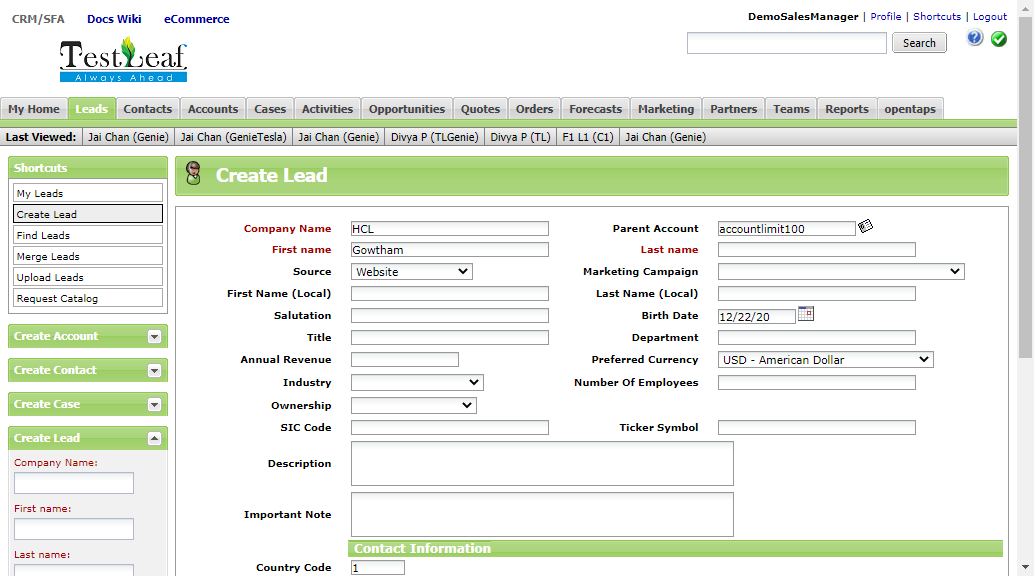 CRM/SFA Docs Wiki eCommerce
DemoSalesManager | Profile | Shortcuts | Logout
TestLeaf
Always Ahead
Search
My Home Leads Contacts Accounts Cases Activities Opportunities Quotes Orders Forecasts Marketing Partners Teams Reports opentaps
Last Viewed: Jai Chan (Genie) Jai Chan (GenieTesla) Jai Chan (Genie) Divya P (TLGenie) Divya P (TL) F1 L1 (C1) Jai Chan (Genie)
Shortcuts
My Leads
Create Lead
Find Leads
Merge Leads
Upload Leads
Request Catalog
Create Account
Create Contact
Create Case
Create Lead
Company Name:
First name:
Last name:
Create Lead
Company Name HCL Parent Account accountlimit100
First name Gowtham Last name
Source Website Marketing Campaign
First Name (Local) Last Name (Local)
Salutation Birth Date 12/22/20
Title Department
Annual Revenue Preferred Currency USD - American Dollar
Industry Number Of Employees
Ownership
SIC Code Ticker Symbol
Description
Important Note
Contact Information
Country Code 1